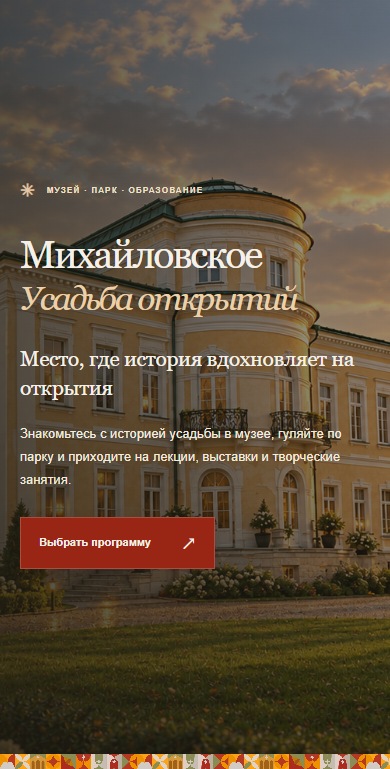 МУЗЕЙ · ПАРК · ОБРАЗОВАНИЕ
Михайловское
Усадьба открытий
Место, где история вдохновляет на
открытия
Знакомьтесь с историей усадьбы в музее, гуляйте по
парку и приходите на лекции, выставки и творческие
занятия.
Выбрать программу ↗